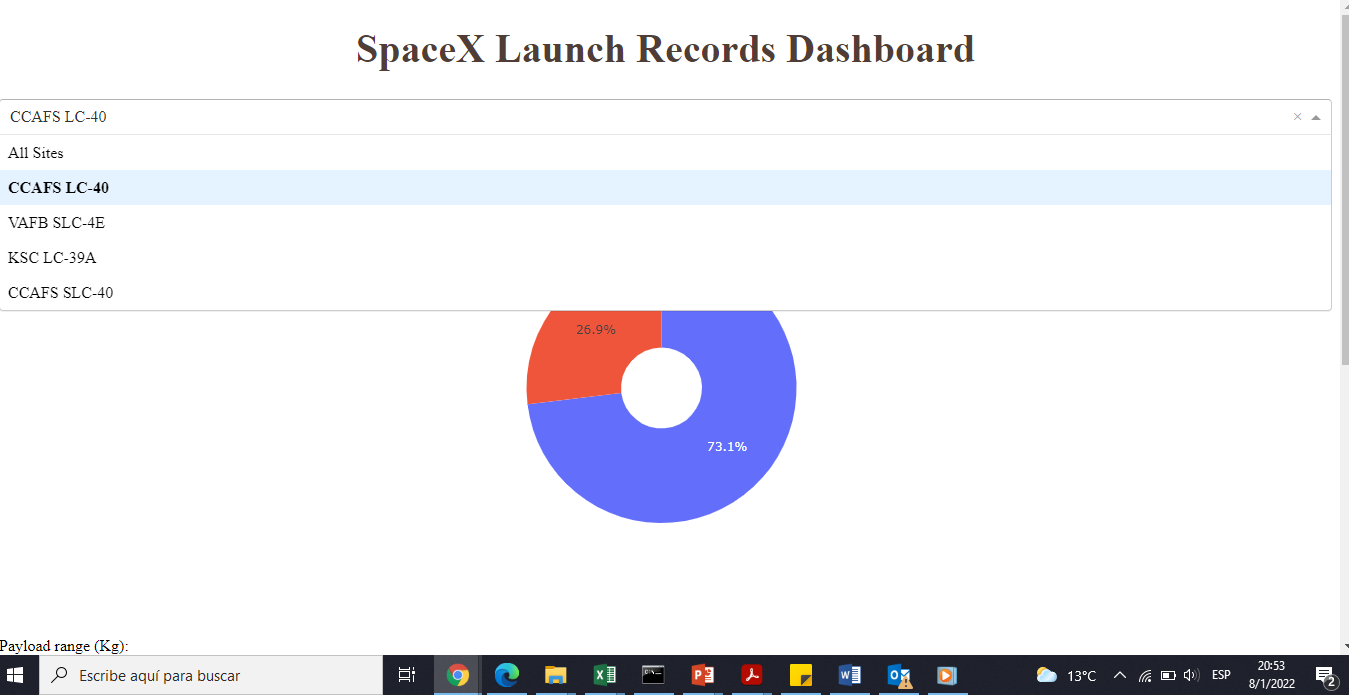 SpaceX Launch Records Dashboard
CCAFS LC-40
All Sites
CCAFS LC-40
VAFB SLC-4E
KSC LC-39A
CCAFS SLC-40
26.9%
73.1%
Payload range (Kg):
Escribe aquí para buscar
13°C
ESP
20:53
8/1/2022
2